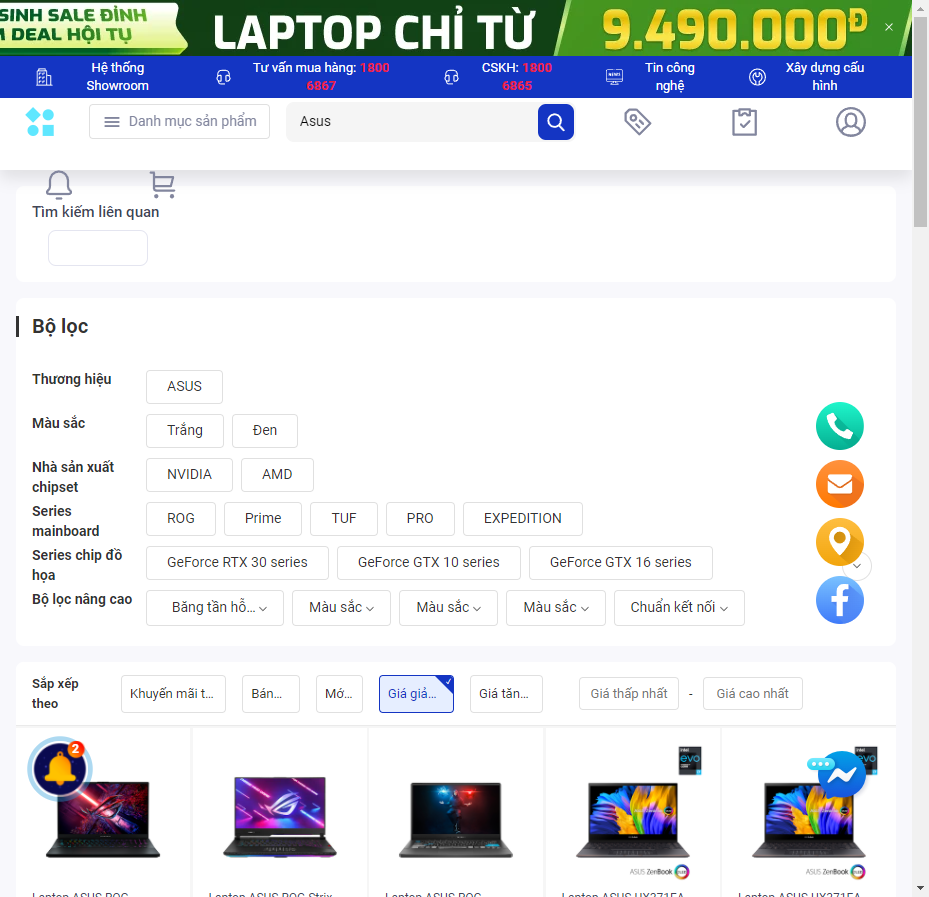 SINH SALE ĐỈNH
DEAL HỘI TỤ
LAPTOP CHỈ TỪ
9.490.000Đ
Hệ thống
Showroom
Tư vấn mua hàng: 1800
6867
CSKH: 1800
6865
NEWS
Tin công
nghệ
Xây dựng cấu
hình
Danh mục sản phẩm
Asus
Tìm kiếm liên quan
Bộ lọc
Thương hiệu
ASUS
Màu sắc
Trắng
Đen
Nhà sản xuất
chipset
NVIDIA
AMD
Series
mainboard
ROG
Prime
TUF
PRO
EXPEDITION
Series chip đồ
họa
GeForce RTX 30 series
GeForce GTX 10 series
GeForce GTX 16 series
Bộ lọc nâng cao
Băng tần hỗ...
Màu sắc
Màu sắc
Màu sắc
Chuẩn kết nối
Sắp xếp
theo
Khuyến mãi t...
Bán...
Mớ...
Giá giả...
Giá tăn...
Giá thấp nhất
-
Giá cao nhất
2
evo
evo
ASUS ZenBook
ASUS ZenBook
Laptop ASUS ROG
Laptop ASUS ROG Strix
Laptop ASUS ROG
Laptop ASUS UX371EA
Laptop ASUS UX371EA